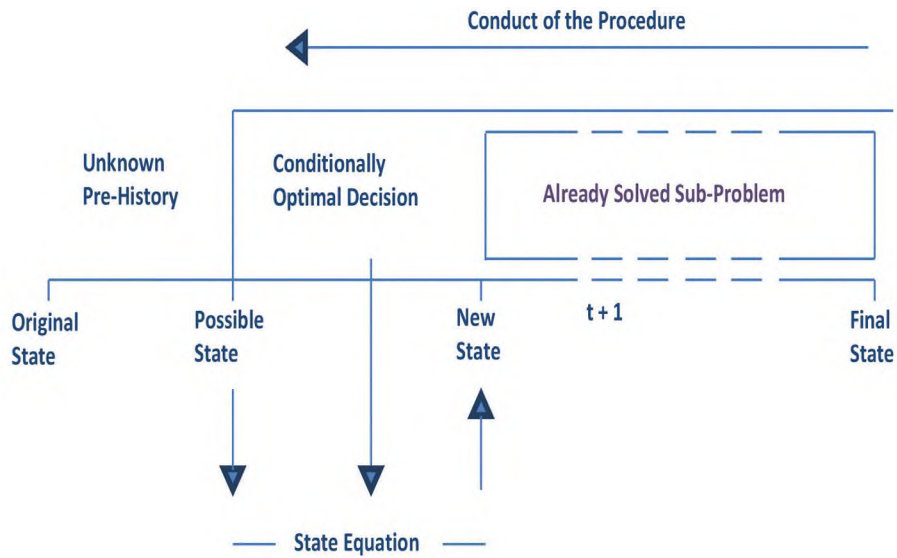 Conduct of the Procedure
Unknown
Pre-History
Conditionally
Optimal Decision
Already Solved Sub-Problem
Original
State
Possible
State
New
State
t + 1
Final
State
State Equation